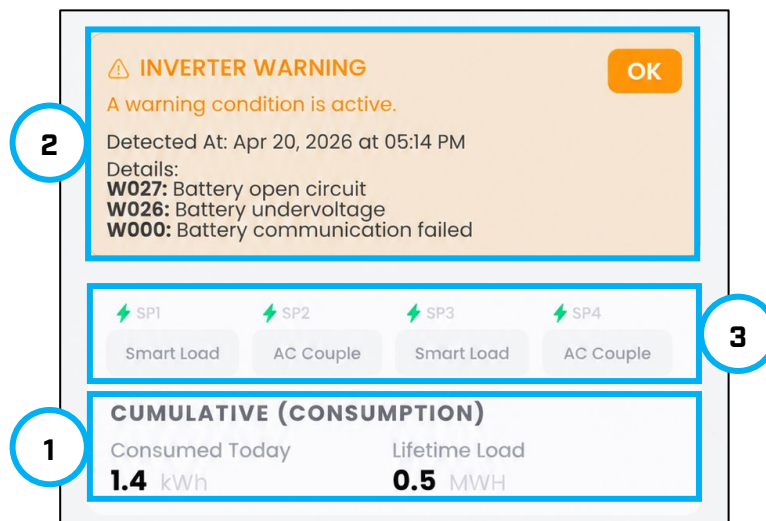 INVERTER WARNING
OK
A warning condition is active.
Detected At: Apr 20, 2026 at 05:14 PM
Details:
W027: Battery open circuit
W026: Battery undervoltage
W000: Battery communication failed
2
SP1 SP2 SP3 SP4
Smart Load AC Couple Smart Load AC Couple
3
CUMULATIVE (CONSUMPTION)
Consumed Today Lifetime Load
1.4 kWh 0.5 MWH
1